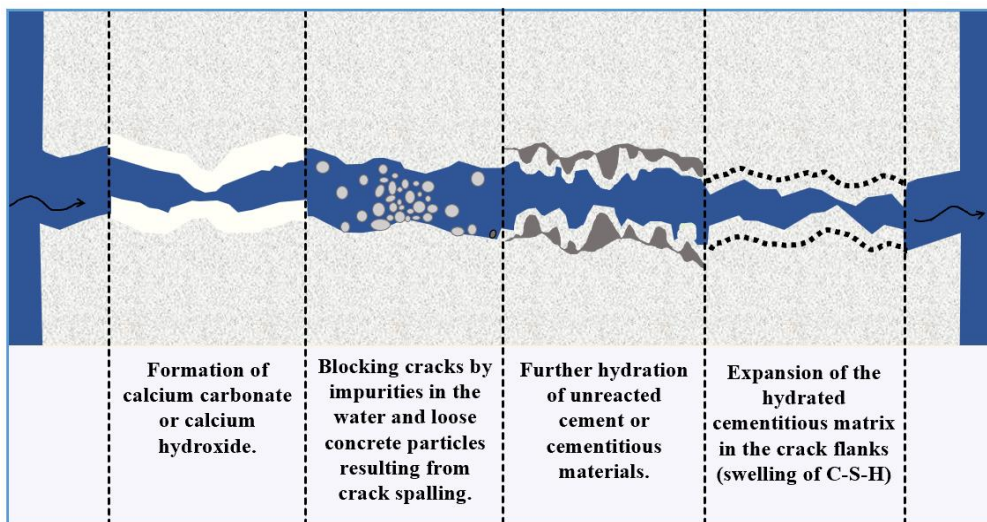 Formation of
calcium carbonate
or calcium
hydroxide.
Blocking cracks by
impurities in the
water and loose
concrete particles
resulting from
crack spalling.
Further hydration
of unreacted
cement or
cementitious
materials.
Expansion of the
hydrated
cementitious matrix
in the crack flanks
(swelling of C-S-H)